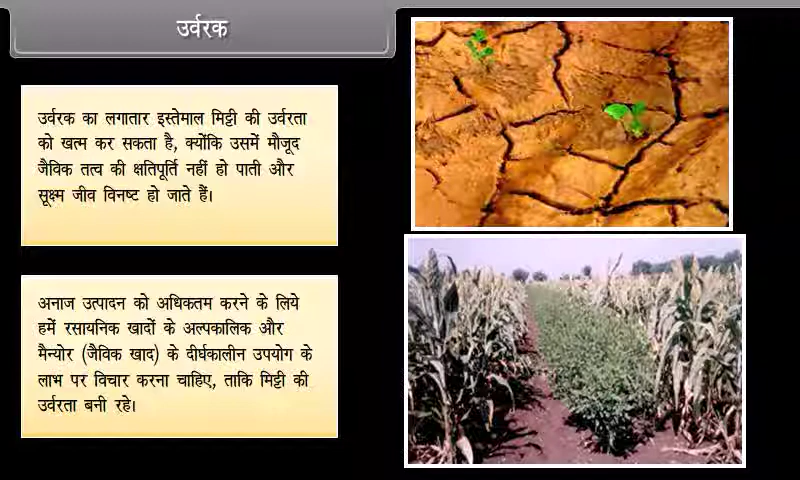 उर्वरक
उर्वरक का लगातार इस्तेमाल मिट्टी की उर्वरता
को खत्म कर सकता है, क्योंकि उसमें मौजूद
जैविक तत्व की क्षतिपूर्ति नहीं हो पाती और
सूक्ष्म जीव विनष्ट हो जाते हैं।
अनाज उत्पादन को अधिकतम करने के लिये
हमें रसायनिक खादों के अल्पकालिक और
मैन्योर (जैविक खाद) के दीर्घकालीन उपयोग के
लाभ पर विचार करना चाहिए, ताकि मिट्टी की
उर्वरता बनी रहे।